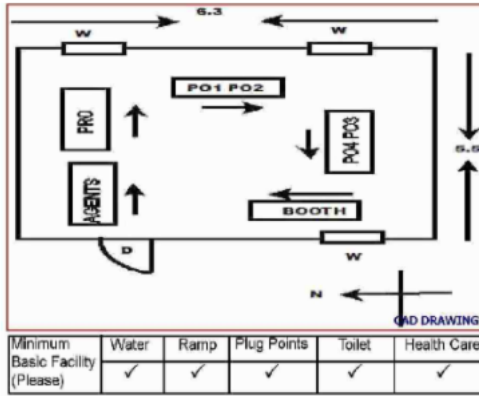 6.3
W
W
PO1 PO2
PRO
PO4 PO3
5.5
AGENTS
BOOTH
D
W
N
CAD DRAWING
Minimum Basic Facility (Please) Water Ramp Plug Points Toilet Health Care
✓ ✓ ✓ ✓ ✓